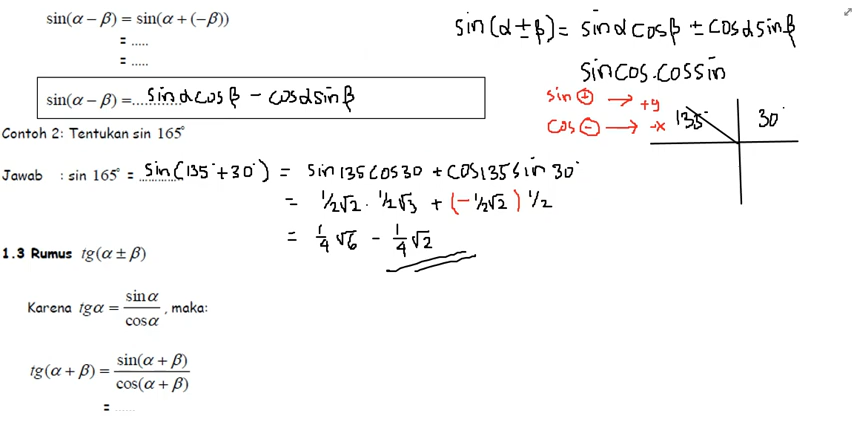 sin(α − β) = sin(α + (−β))
= .....
= .....
sin(α − β) = sin α cos β − cos α sin β
sin(α ± β) = sin α cos β ± cos α sin β
sin cos . cos sin
sin ⊕ → +y
cos ⊖ → -x
135° 30°
Contoh 2: Tentukan sin 165°
Jawab : sin 165° = sin(135° + 30°) = sin 135 cos 30 + cos 135 sin 30°
= 1/2√2 . 1/2√3 + (− 1/2√2) 1/2
= 1/4 √6 − 1/4 √2
1.3 Rumus tg(α ± β)
Karena tgα = sin α / cos α , maka:
tg(α + β) = sin(α + β) / cos(α + β)
= ......